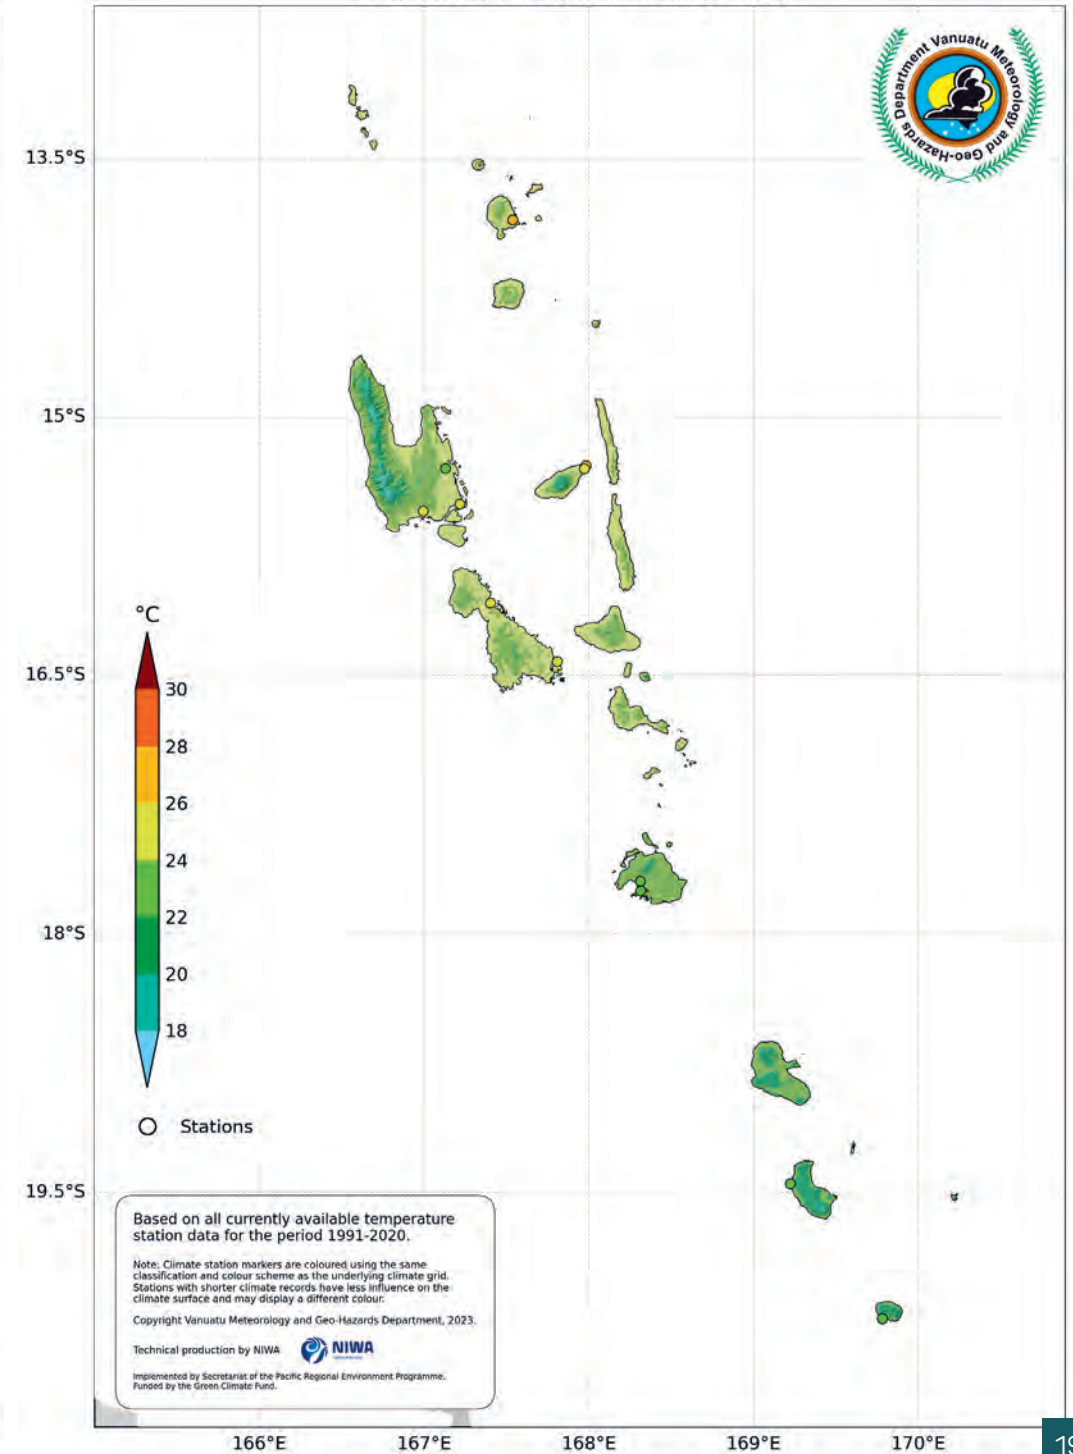 Vanuatu Meteorology and Geo-Hazards Department
13.5°S
15°S
16.5°S
18°S
19.5°S
°C
30
28
26
24
22
20
18
Stations
Based on all currently available temperature
station data for the period 1991-2020.
Note: Climate station markers are coloured using the same
classification and colour scheme as the underlying climate grid.
Stations with shorter climate records have less influence on the
climate surface and may display a different colour.
Copyright Vanuatu Meteorology and Geo-Hazards Department, 2023.
Technical production by NIWA
NIWA
Implemented by Secretariat of the Pacific Regional Environment Programme.
Funded by the Green Climate Fund.
166°E
167°E
168°E
169°E
170°E